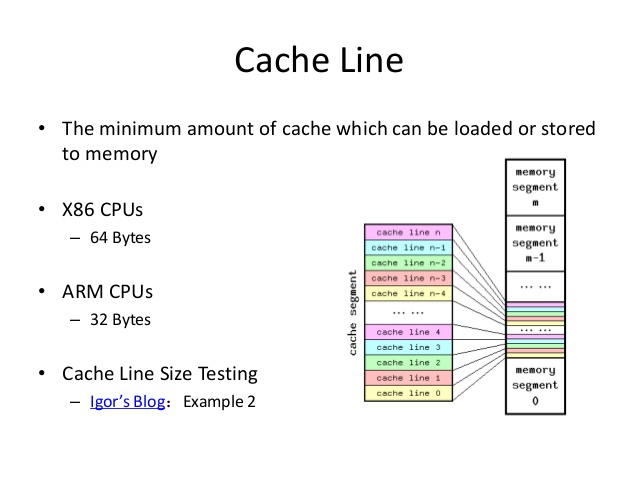 Cache Line
• The minimum amount of cache which can be loaded or stored
to memory
• X86 CPUs
– 64 Bytes
• ARM CPUs
– 32 Bytes
• Cache Line Size Testing
– Igor's Blog： Example 2
cache segment
cache line n
cache line n-1
cache line n-2
cache line n-3
cache line n-4
... ...
cache line 4
cache line 3
cache line 2
cache line 1
cache line 0
memory
segment
m
memory
segment
m-1
... ...
... ...
memory
segment
0